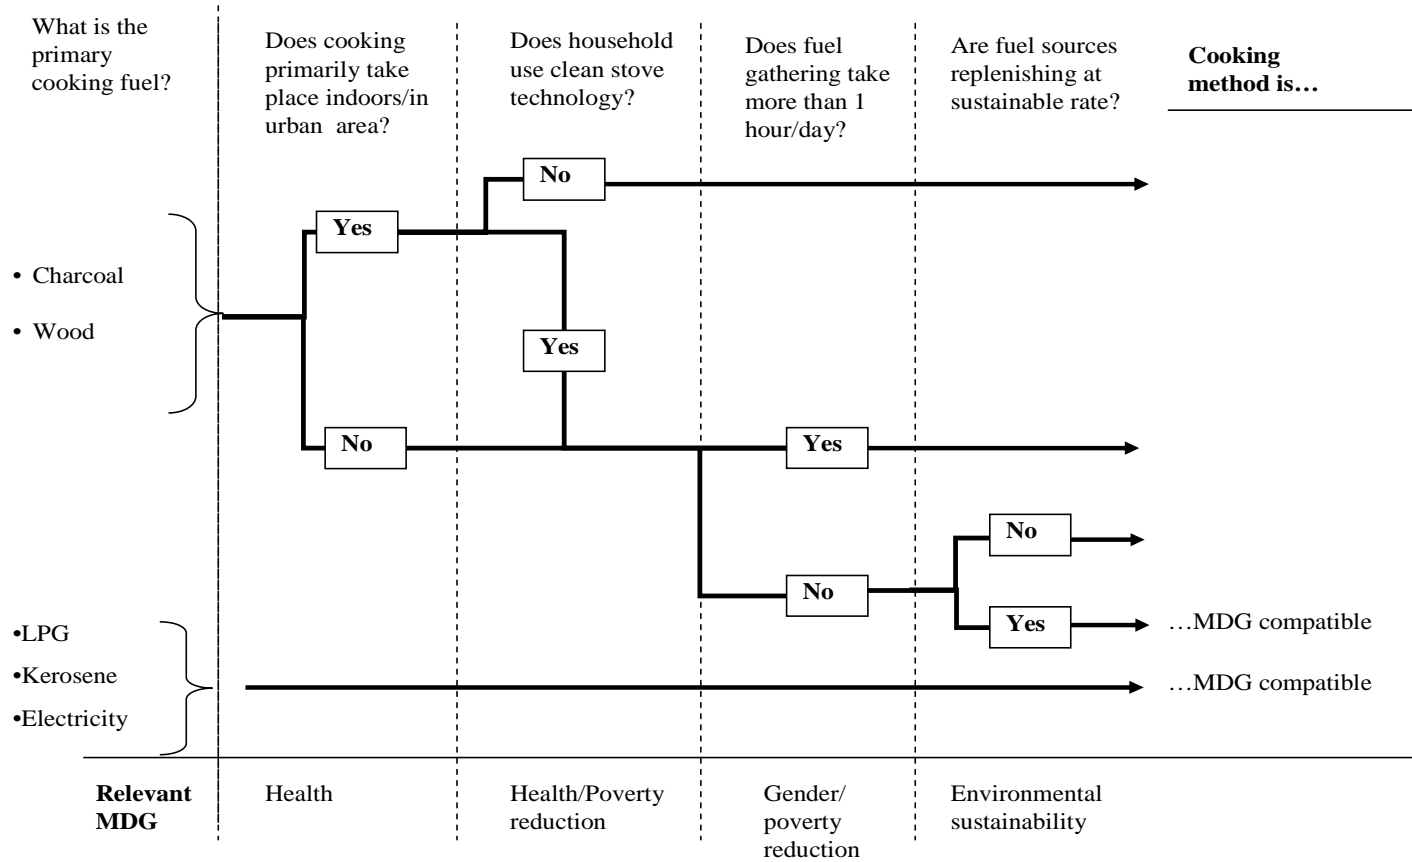 What is the
primary
cooking fuel?
Does cooking
primarily take
place indoors/in
urban area?
Does household
use clean stove
technology?
Does fuel
gathering take
more than 1
hour/day?
Are fuel sources
replenishing at
sustainable rate?
Cooking
method is…
No
Yes
• Charcoal
• Wood
Yes
No
Yes
No
No
Yes
…MDG compatible
•LPG
•Kerosene
•Electricity
…MDG compatible
Relevant
MDG
Health
Health/Poverty
reduction
Gender/
poverty
reduction
Environmental
sustainability